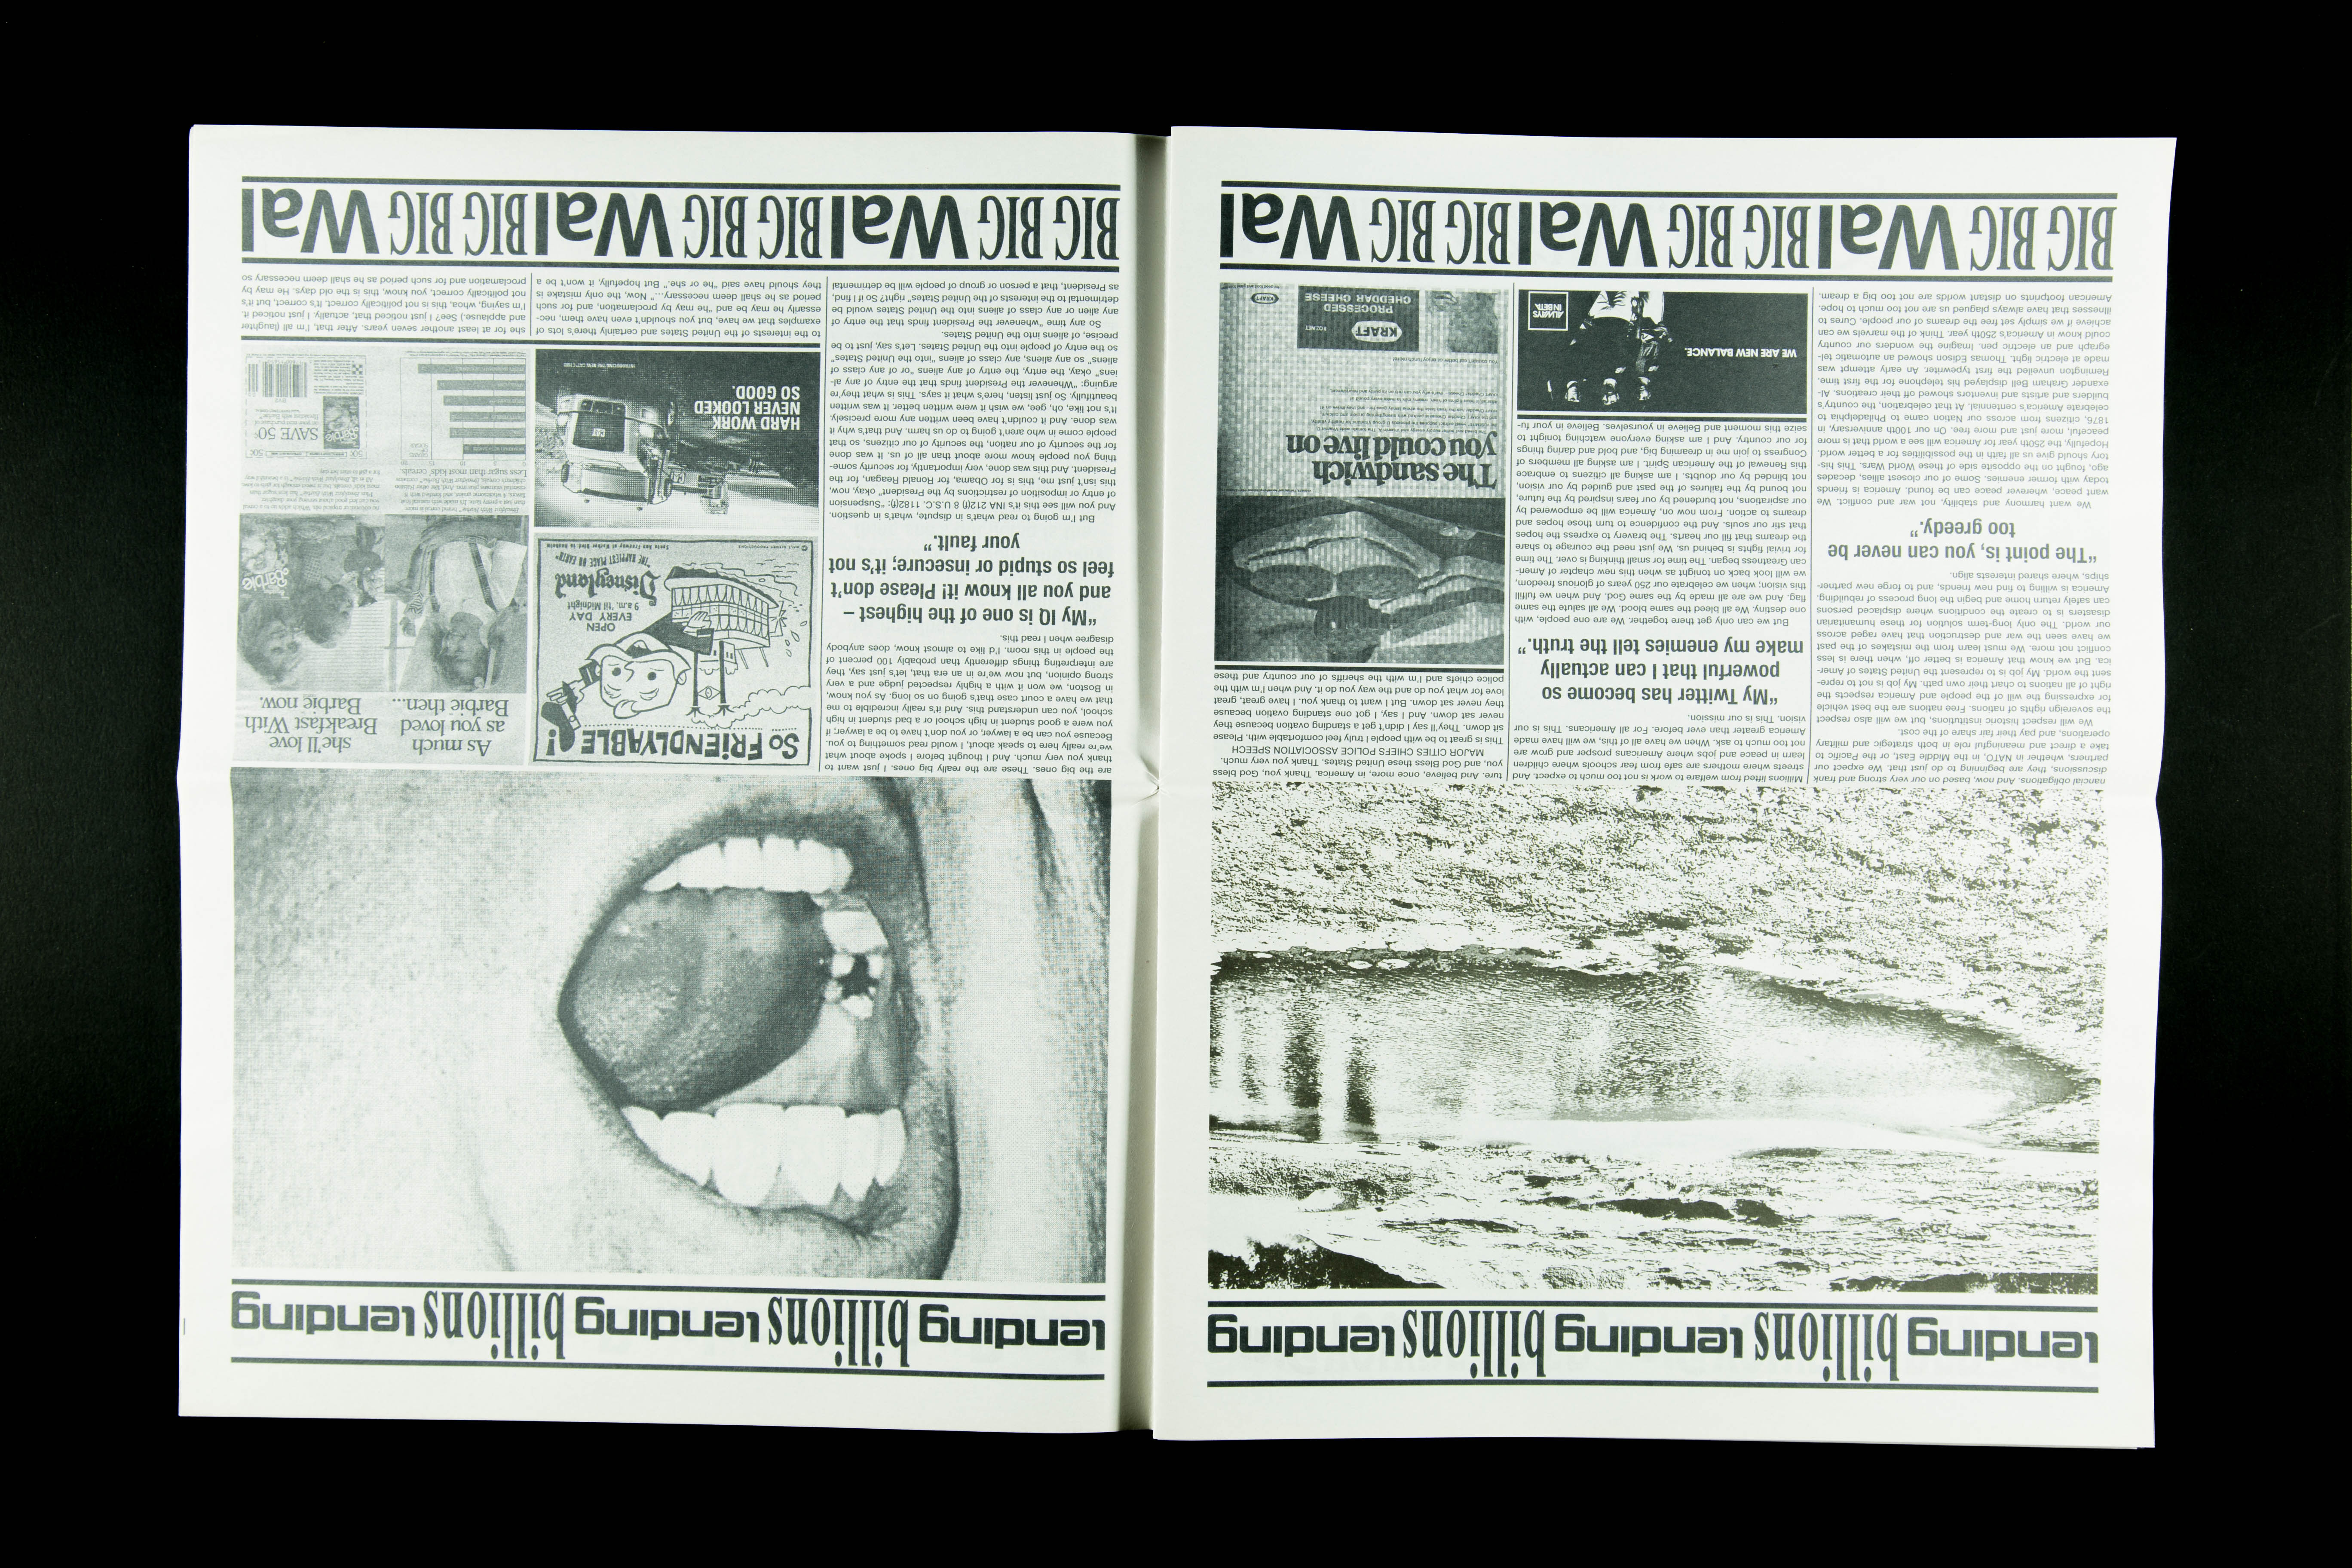 lending billions lending billions lending
nancial obligations. And now, based on our very strong and frank
discussions, they are beginning to do just that. We expect our
partners, whether in NATO, in the Middle East, or the Pacific to
take a direct and meaningful role in both strategic and military
operations, and pay their fair share of the cost.
We will respect historic institutions, but we will also respect
the sovereign rights of nations. Free nations are the best vehicle
for expressing the will of the people and America respects the
right of all nations to chart their own path. My job is not to repre-
sent the world. My job is to represent the United States of Amer-
ica. But we know that America is better off, when there is less
conflict not more. We must learn from the mistakes of the past
we have seen the war and destruction that have raged across
our world. The only long-term solution for these humanitarian
disasters is to create the conditions where displaced persons
can safely return home and begin the long process of rebuilding.
America is willing to find new friends, and to forge new partner-
ships, where shared interests align.
“The point is, you can never be
too greedy.”
We want harmony and stability, not war and conflict. We
want peace, wherever peace can be found. America is friends
today with former enemies. Some of our closest allies, decades
ago, fought on the opposite side of these World Wars. This his-
tory should give us all faith in the possibilities for a better world.
Hopefully, the 250th year for America will see a world that is more
peaceful, more just and more free. On our 100th anniversary, in
1876, citizens from across our Nation came to Philadelphia to
celebrate America's centennial. At that celebration, the country's
builders and artists and inventors showed off their creations. Al-
exander Graham Bell displayed his telephone for the first time.
Remington unveiled the first typewriter. An early attempt was
made at electric light. Thomas Edison showed an automatic tel-
egraph and an electric pen. Imagine the wonders our country
could know in America's 250th year. Think of the marvels we can
achieve if we simply set free the dreams of our people. Cures to
illnesses that have always plagued us are not too much to hope.
American footprints on distant worlds are not too big a dream.
Millions lifted from welfare to work is not too much to expect. And
streets where mothers are safe from fear schools where children
learn in peace and jobs where Americans prosper and grow are
not too much to ask. When we have all of this, we will have made
America greater than ever before. For all Americans. This is our
vision. This is our mission.
“My Twitter has become so
powerful that I can actually
make my enemies tell the truth.”
But we can only get there together. We are one people, with
one destiny. We all bleed the same blood. We all salute the same
flag. And we are all made by the same God. And when we fulfill
this vision; when we celebrate our 250 years of glorious freedom,
we will look back on tonight as when this new chapter of Ameri-
can Greatness began. The time for small thinking is over. The time
for trivial fights is behind us. We just need the courage to share
the dreams that fill our hearts. The bravery to express the hopes
that stir our souls. And the confidence to turn those hopes and
dreams to action. From now on, America will be empowered by
our aspirations, not burdened by our fears inspired by the future,
not bound by the failures of the past and guided by our vision,
not blinded by our doubts. I am asking all citizens to embrace
this Renewal of the American Spirit. I am asking all members of
Congress to join me in dreaming big, and bold and daring things
for our country. And I am asking everyone watching tonight to
seize this moment and Believe in yourselves. Believe in your fu-
WE ARE NEW BALANCE.
ALWAYS
IN BETA.
ture. And believe, once more, in America. Thank you, God bless
you, and God Bless these United States. Thank you very much.
MAJOR CITIES CHIEFS POLICE ASSOCIATION SPEECH
This is great to be with people I truly feel comfortable with. Please
sit down. They'll say I didn't get a standing ovation because they
never sat down. And I say, I got one standing ovation because
they never sat down. But I want to thank you. I have great, great
love for what you do and the way you do it. And when I'm with the
police chiefs and I'm with the sheriffs of our country and these
The sandwich
you could live on
KRAFT
PROCESSED
CHEDDAR CHEESE
KRAFT
BIG BIG Wal BIG BIG Wal BIG BIG Wal
lending billions lending billions lending
are the big ones. These are the really big ones. I just want to
thank you very much. And I thought before I spoke about what
we're really here to speak about, I would read something to you.
Because you can be a lawyer, or you don't have to be a lawyer; if
you were a good student in high school or a bad student in high
school, you can understand this. And it's really incredible to me
that we have a court case that's going on so long. As you know,
in Boston, we won it with a highly respected judge and a very
strong opinion, but now we're in an era that, let's just say, they
are interpreting things differently than probably 100 percent of
the people in this room. I'd like to almost know, does anybody
disagree when I read this.
“My IQ is one of the highest –
and you all know it! Please don't
feel so stupid or insecure; it's not
your fault.”
But I'm going to read what's in dispute, what's in question.
And you will see this it's INA 212(f) 8 U.S.C. 1182(f): “Suspension
of entry or imposition of restrictions by the President” okay, now,
this isn't just me, this is for Obama, for Ronald Reagan, for the
President. And this was done, very importantly, for security some-
thing you people know more about than all of us. It was done
for the security of our nation, the security of our citizens, so that
people come in who aren't going to do us harm. And that's why it
was done. And it couldn't have been written any more precisely.
It's not like, oh, gee, we wish it were written better. It was written
beautifully. So just listen, here's what it says. This is what they're
arguing: “Whenever the President finds that the entry of any al-
iens” okay, the entry, the entry of any aliens “or of any class of
aliens” so any aliens, any class of aliens “into the United States”
so the entry of people into the United States. Let's say, just to be
precise, of aliens into the United States.
So any time “whenever the President finds that the entry of
any alien or any class of aliens into the United States would be
detrimental to the interests of the United States” right? So if I find,
as President, that a person or group of people will be detrimental
SO FRiENDLYABLE!
OPEN
EVERY DAY
9 a.m. 'til Midnight
Disneyland
“THE HAPPIEST PLACE ON EARTH”
Santa Ana Freeway at Harbor Blvd in Anaheim
HARD WORK
NEVER LOOKED
SO GOOD.
CAT
to the interests of the United States and certainly there's lots of
examples that we have, but you shouldn't even have them, nec-
essarily he may be and “he may by proclamation, and for such
period as he shall deem necessary…” Now, the only mistake is
they should have said “he or she.” But hopefully, it won't be a
As much
as you loved
Barbie then...
she'll love
Breakfast With
Barbie now.
Less sugar than most kids' cereals.
50¢
SAVE 50¢
she for at least another seven years. After that, I'm all (laughter
and applause). See? I just noticed that, actually. I just noticed it.
I'm saying, whoa, this is not politically correct. It's correct, but it's
not politically correct, you know, this is the old days. He may by
proclamation and for such period as he shall deem necessary so
BIG BIG Wal BIG BIG Wal BIG BIG Wal